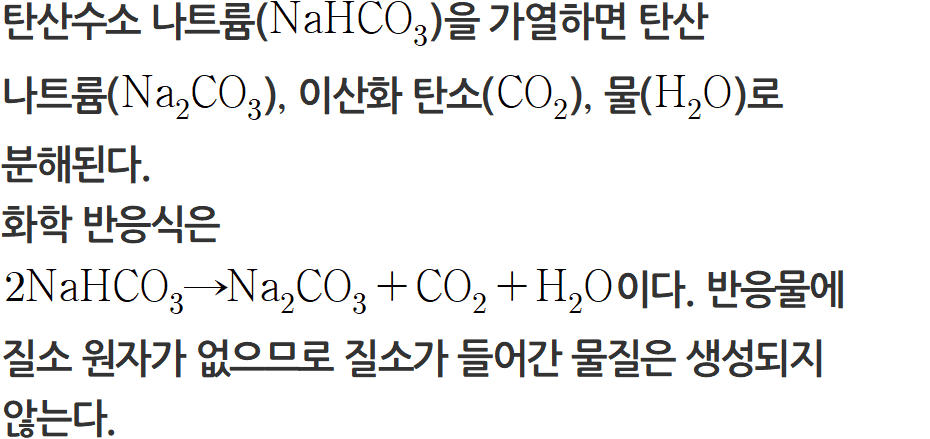 탄산수소 나트륨(NaHCO₃)을 가열하면 탄산
나트륨(Na₂CO₃), 이산화 탄소(CO₂), 물(H₂O)로
분해된다.
화학 반응식은
2NaHCO₃→Na₂CO₃+CO₂+H₂O이다. 반응물에
질소 원자가 없으므로 질소가 들어간 물질은 생성되지
않는다.